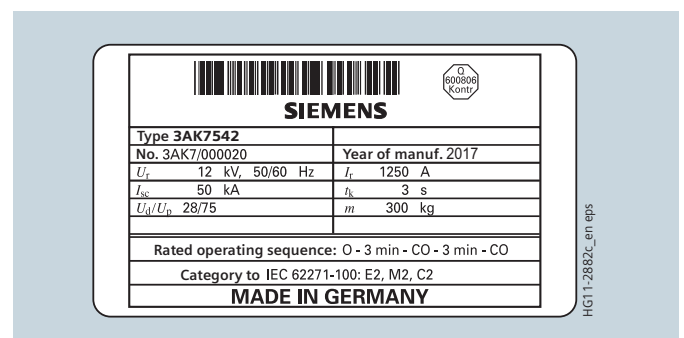 Q
600806
Kontr.
SIEMENS
Type 3AK7542
No. 3AK7/000020 Year of manuf. 2017
Ur 12 kV, 50/60 Hz Ir 1250 A
Isc 50 kA tk 3 s
Ud/Up 28/75 m 300 kg
Rated operating sequence: O - 3 min - CO - 3 min - CO
Category to IEC 62271-100: E2, M2, C2
MADE IN GERMANY
HG11-2882c_en eps